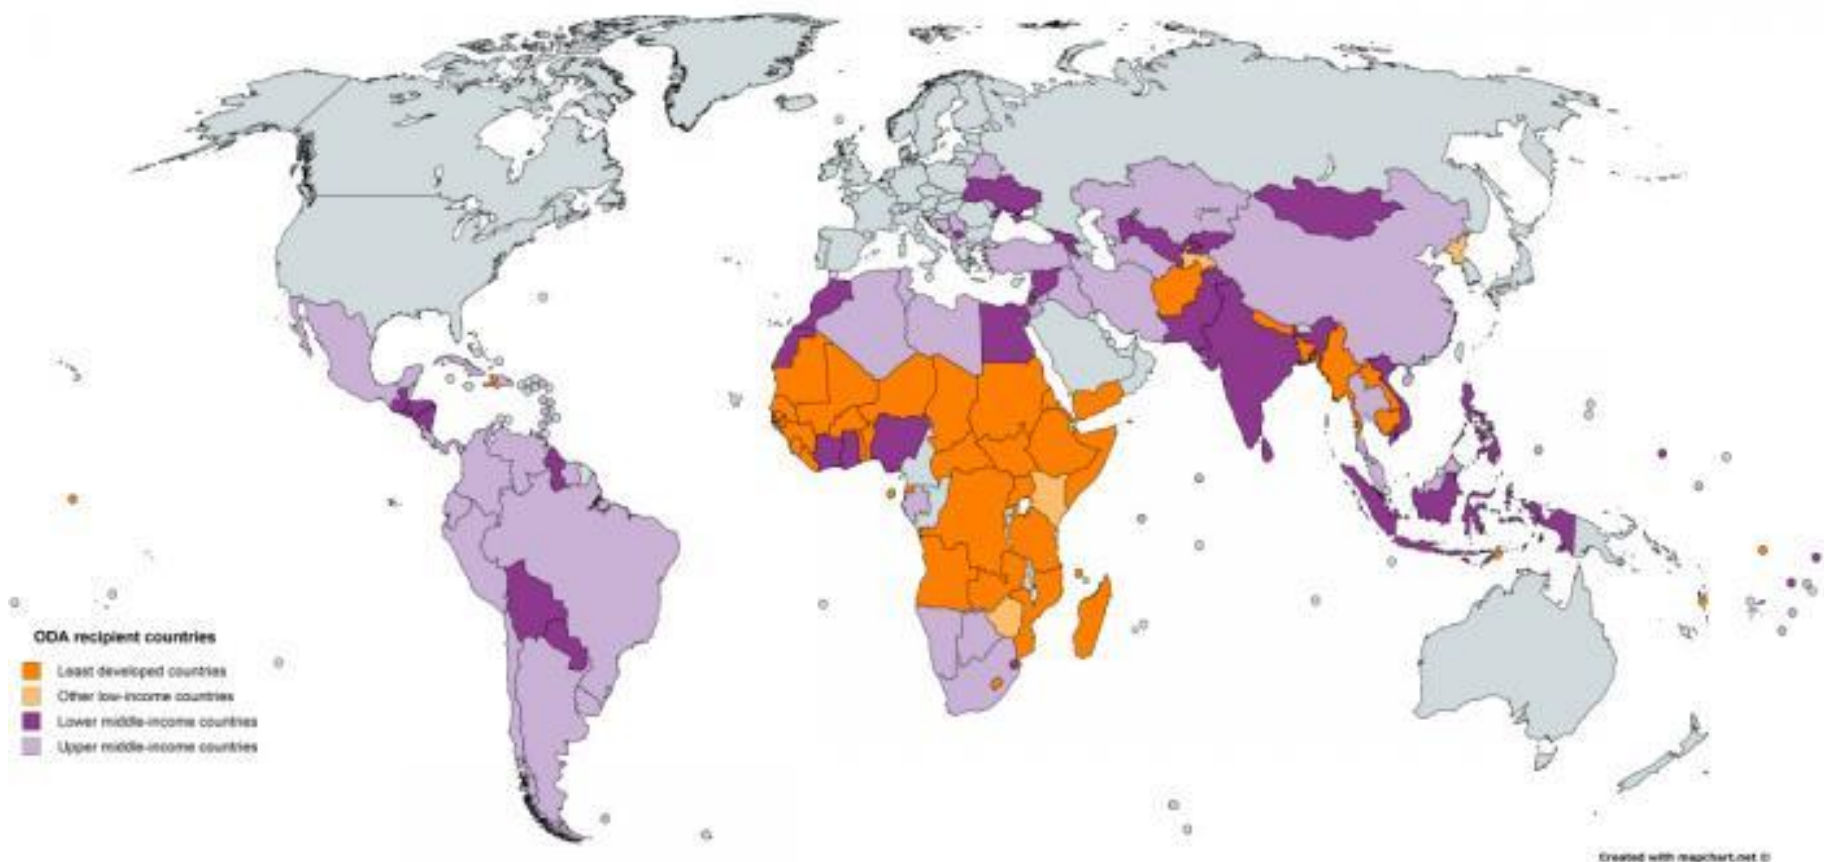 ODA recipient countries
Least developed countries
Other low-income countries
Lower middle-income countries
Upper middle-income countries
Created with mapchart.net ©